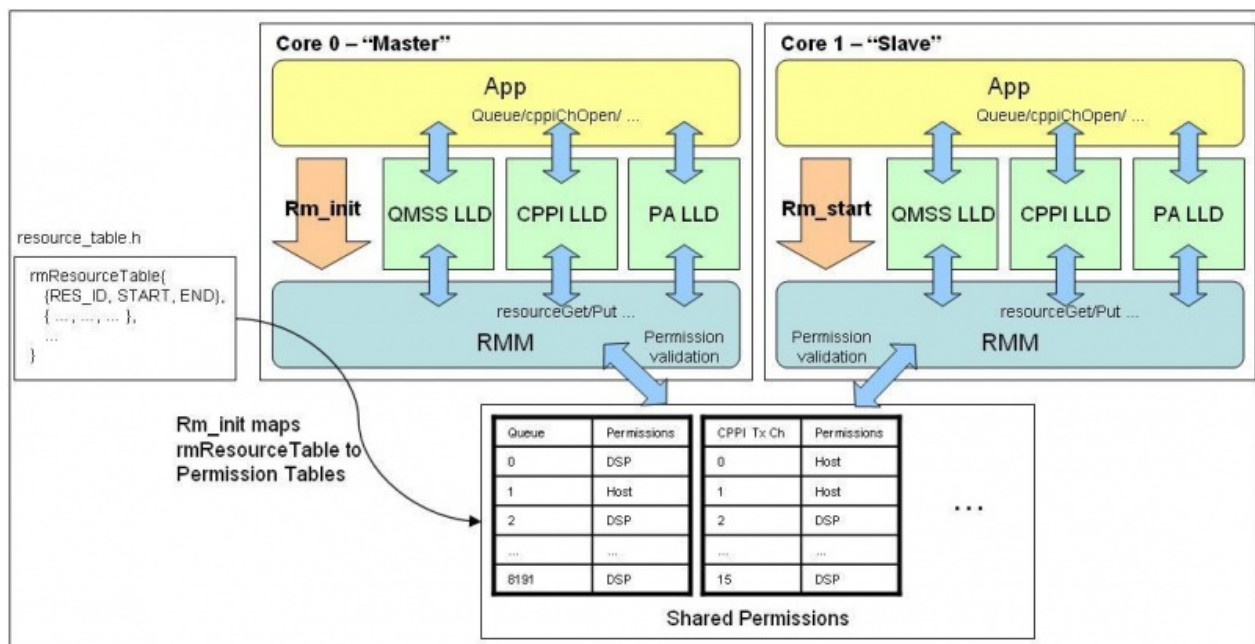 Core 0 – “Master”
App
Queue/cppiChOpen/ ...
Rm_init
QMSS LLD
CPPI LLD
PA LLD
resourceGet/Put ...
RMM
Permission
validation
Core 1 – “Slave”
App
Queue/cppiChOpen/ ...
Rm_start
QMSS LLD
CPPI LLD
PA LLD
resourceGet/Put ...
Permission
validation
RMM
resource_table.h
rmResourceTable{
{RES_ID, START, END},
{ ... , ... , ... },
...
}
Rm_init maps
rmResourceTable to
Permission Tables
Queue Permissions
0 DSP
1 Host
2 DSP
... ...
8191 DSP
CPPI Tx Ch Permissions
0 Host
1 Host
2 DSP
... ...
15 DSP
...
Shared Permissions